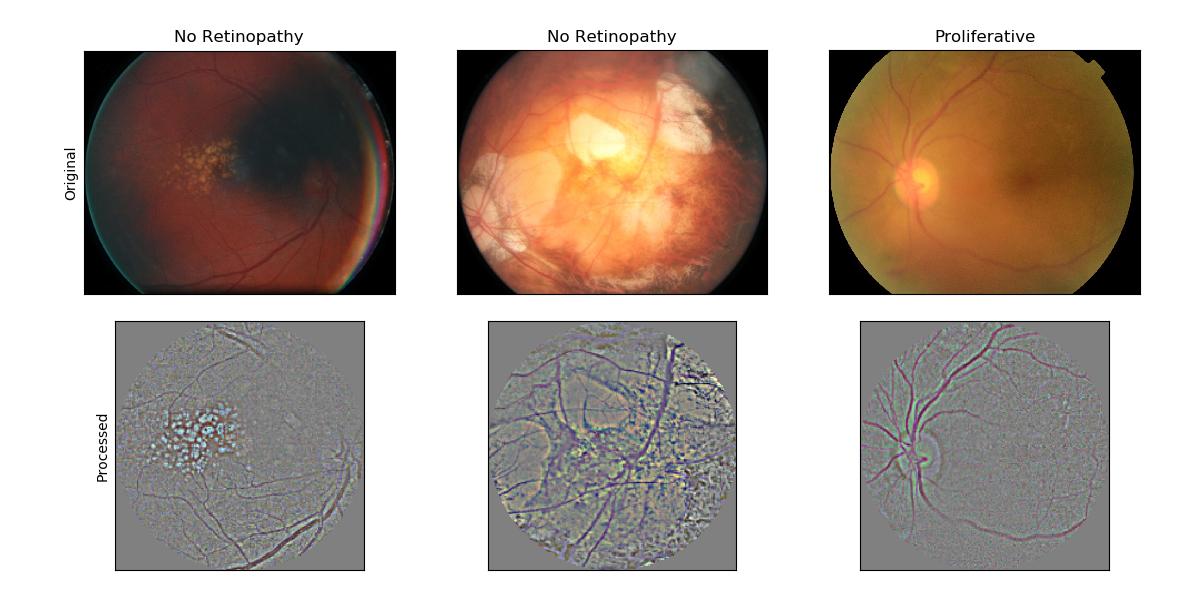 No Retinopathy
No Retinopathy
Proliferative
Original
Processed